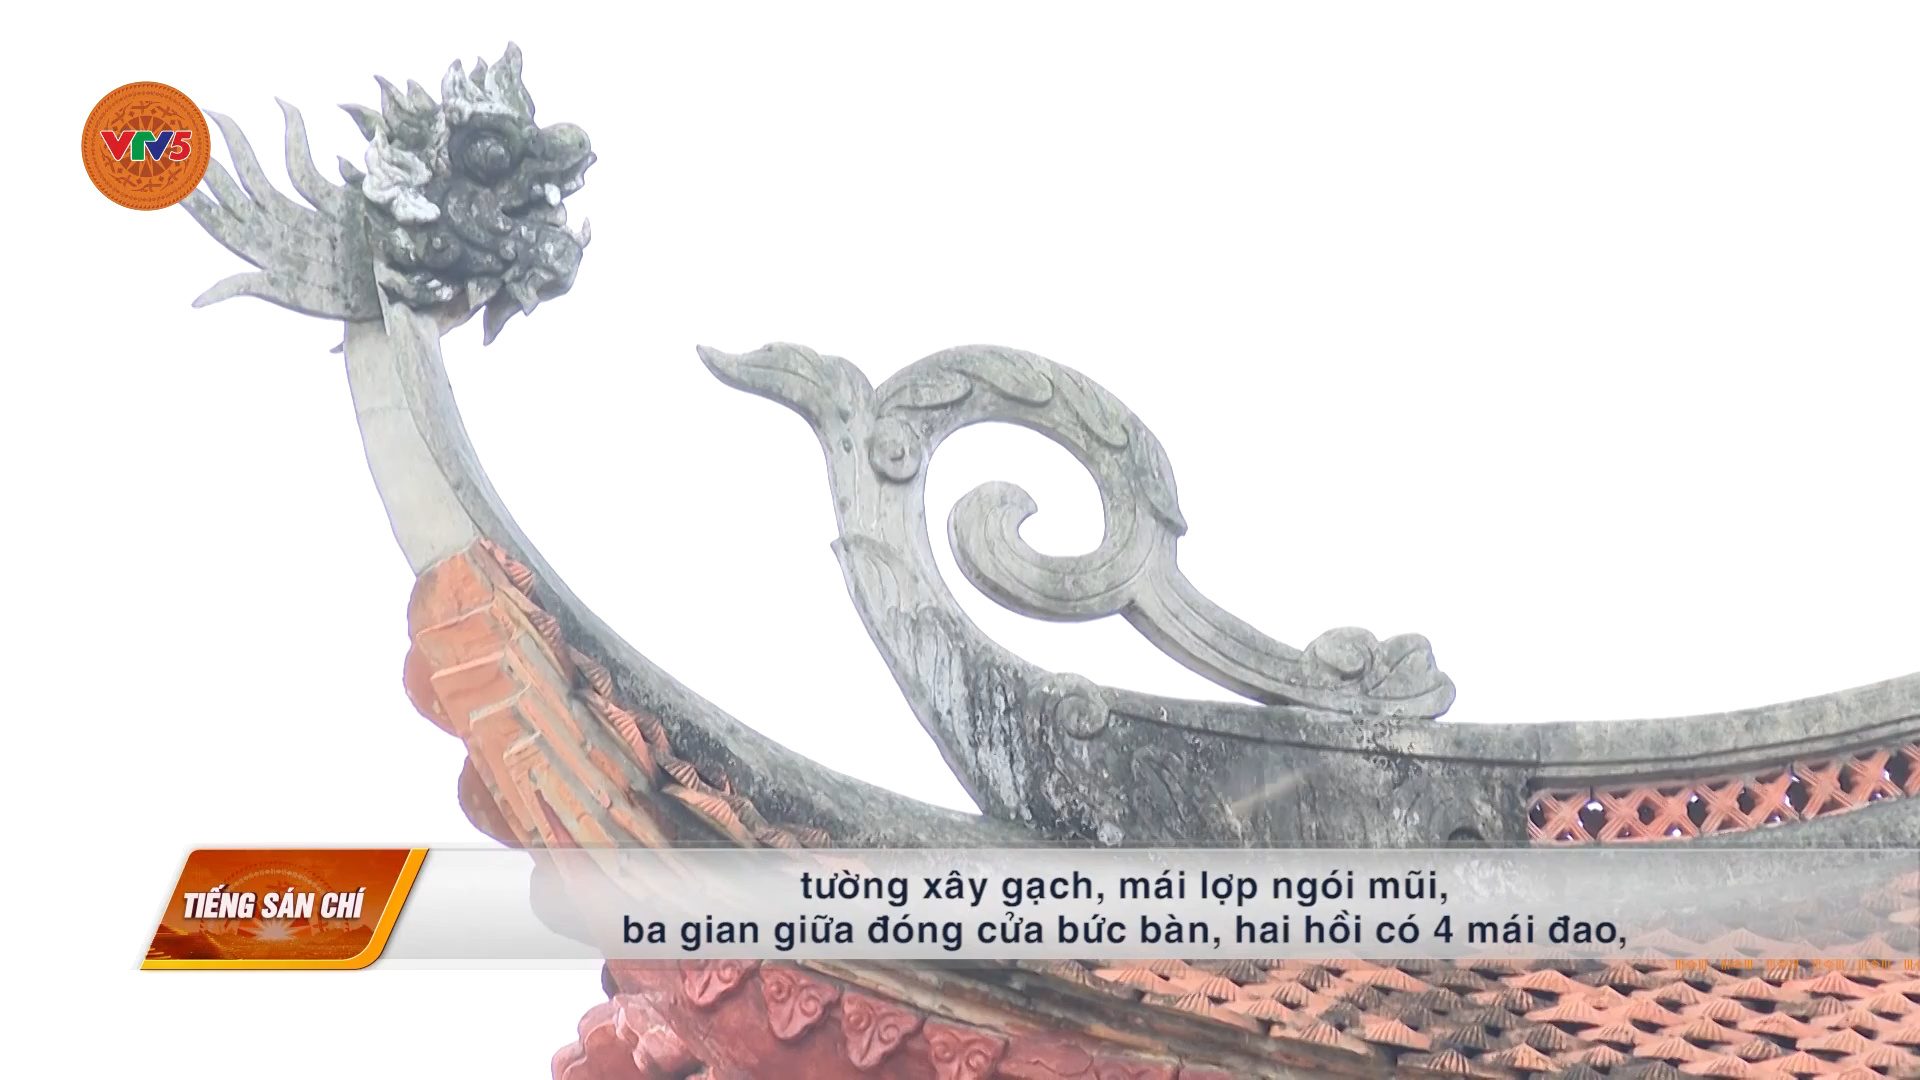 VTV5
TIẾNG SÁN CHÍ
tường xây gạch, mái lợp ngói mũi,
ba gian giữa đóng cửa bức bàn, hai hồi có 4 mái đao,